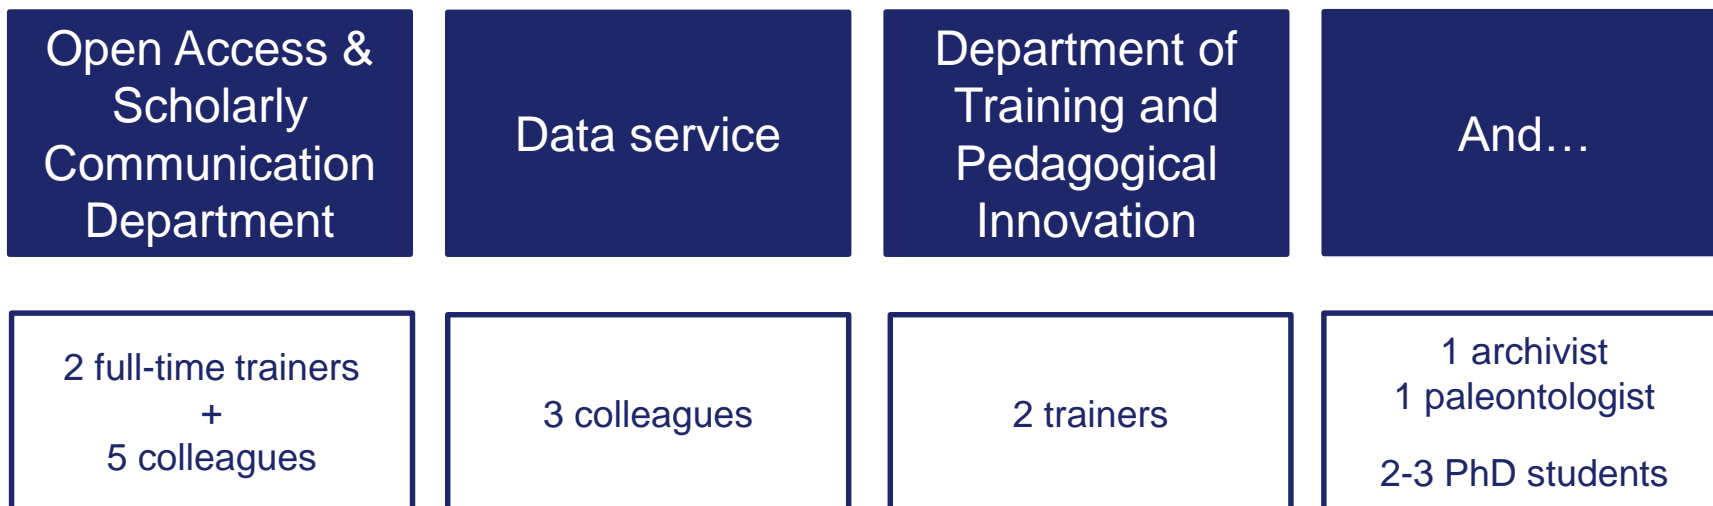 Open Access &
Scholarly
Communication
Department
Data service
Department of
Training and
Pedagogical
Innovation
And…
2 full-time trainers
+
5 colleagues
3 colleagues
2 trainers
1 archivist
1 paleontologist
2-3 PhD students